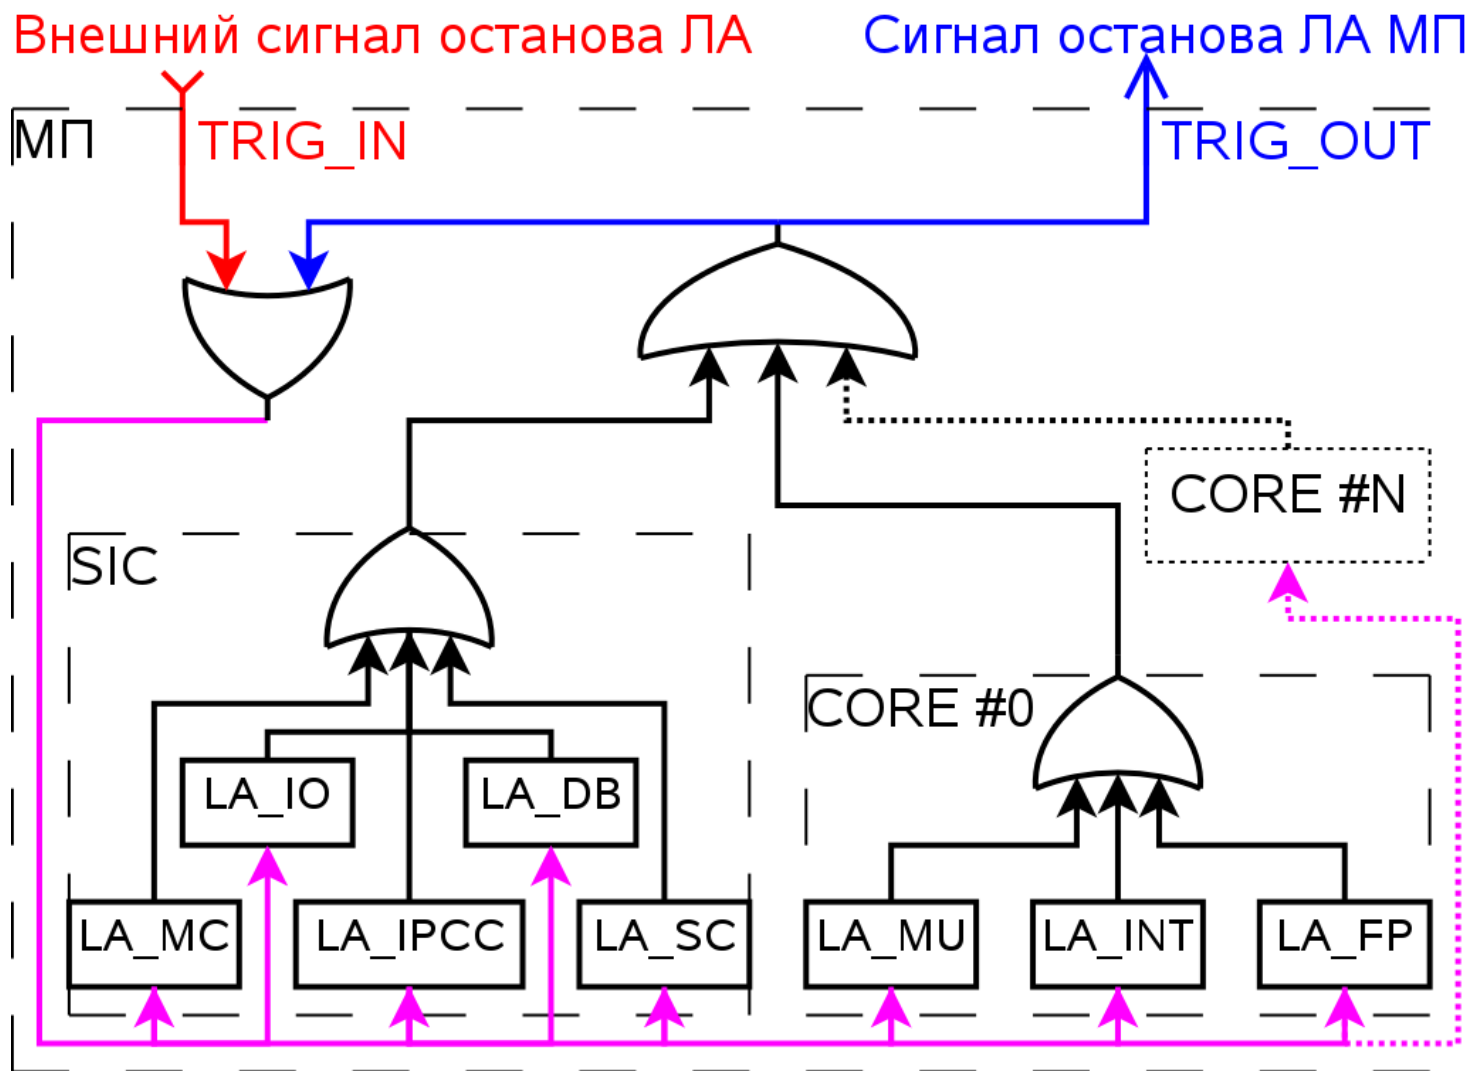 Внешний сигнал останова ЛА
Сигнал останова ЛА МП
МП
TRIG_IN
TRIG_OUT
CORE #N
SIC
CORE #0
LA_IO
LA_DB
LA_MC
LA_IPCC
LA_SC
LA_MU
LA_INT
LA_FP